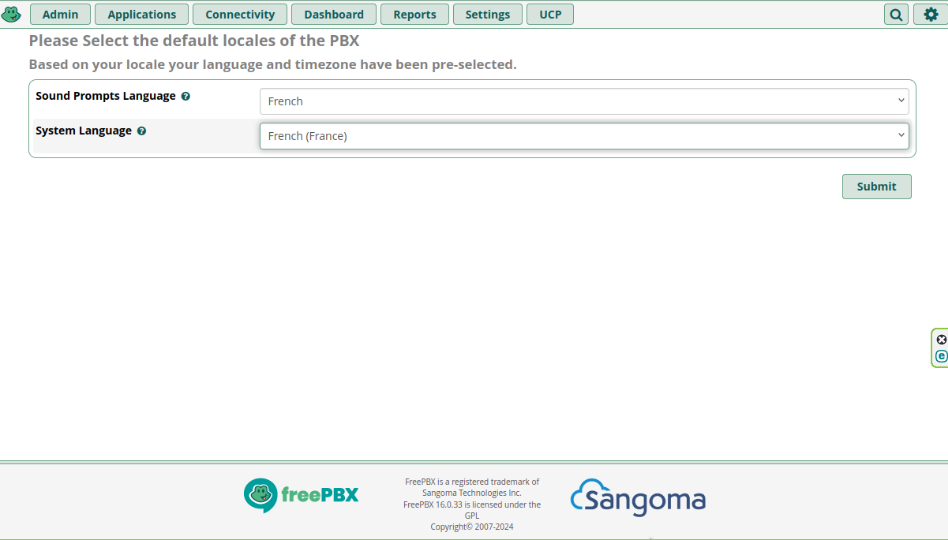 Admin
Applications
Connectivity
Dashboard
Reports
Settings
UCP
Please Select the default locales of the PBX
Based on your locale your language and timezone have been pre-selected.
Sound Prompts Language
French
System Language
French (France)
Submit
freePBX
FreePBX is a registered trademark of
Sangoma Technologies Inc.
FreePBX 16.0.33 is licensed under the
GPL
Copyright© 2007-2024
Sangoma